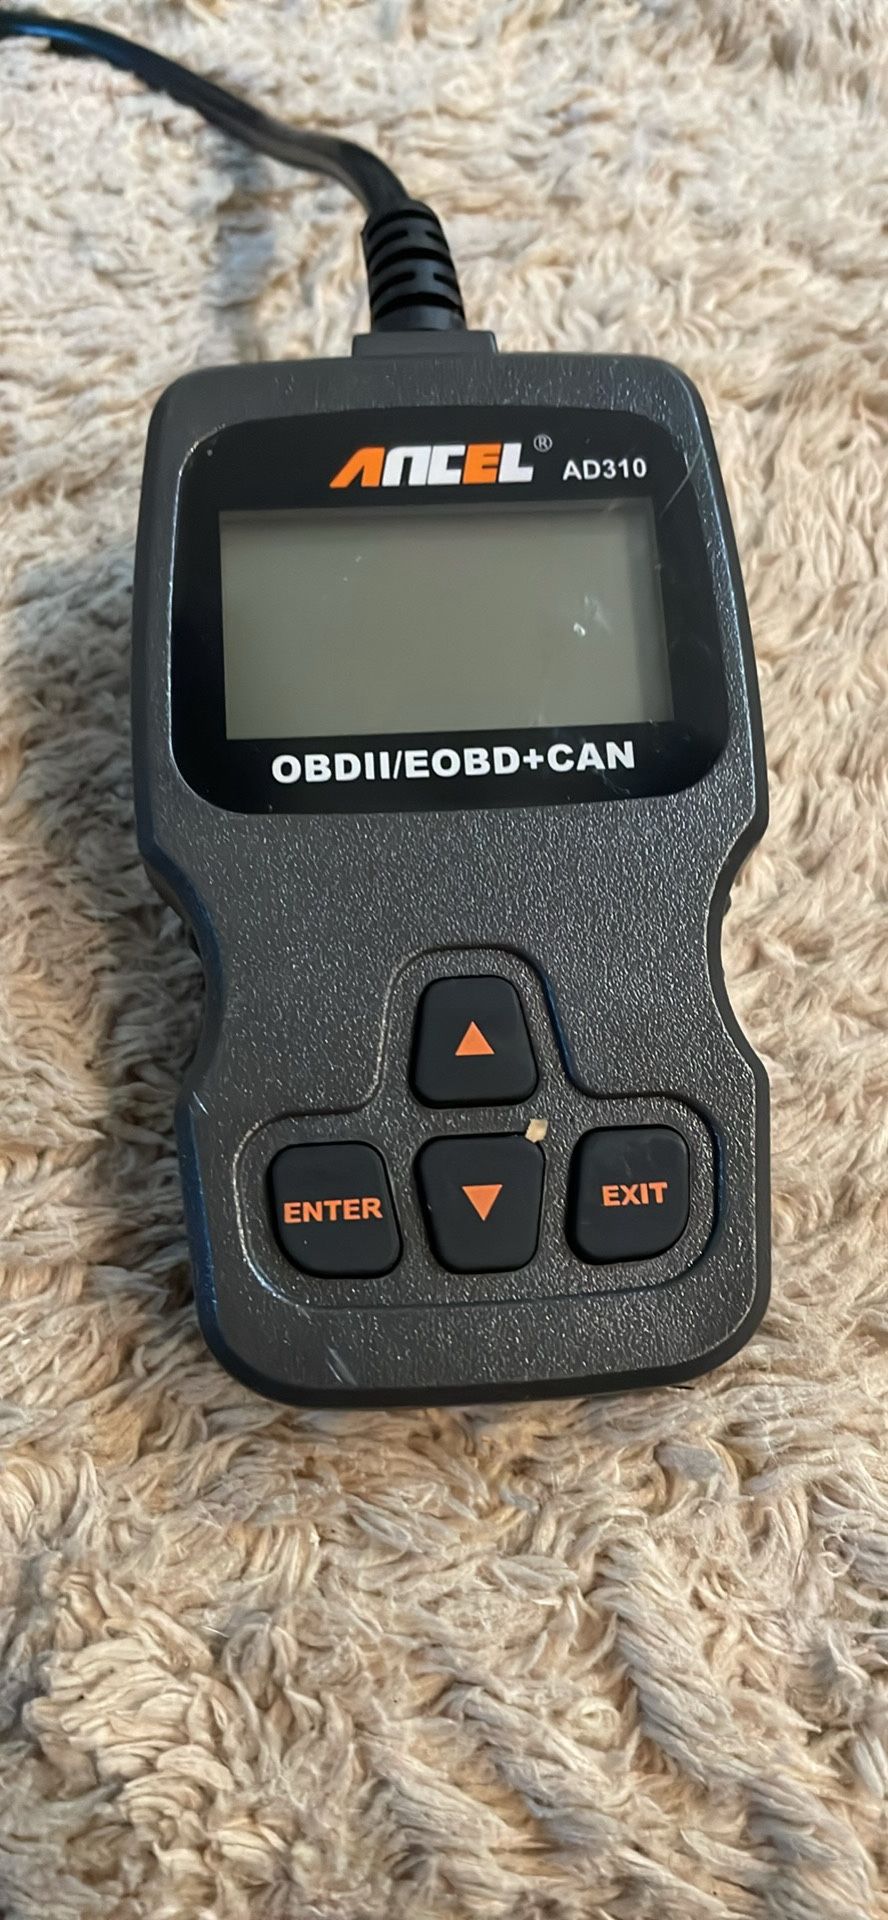 ANCEL® AD310
OBDII/EOBD+CAN
▲
ENTER ▼ EXIT